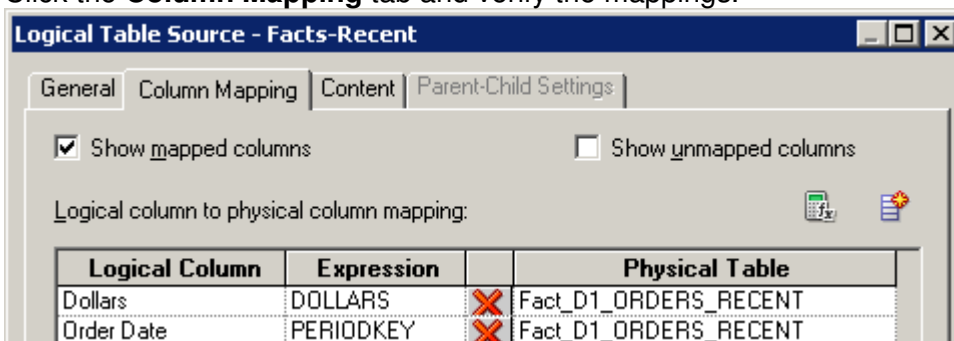 Click the Column Mapping tab and verify the mappings.
Logical Table Source - Facts-Recent
General Column Mapping Content Parent-Child Settings
Show mapped columns Show unmapped columns
Logical column to physical column mapping:
Logical Column Expression Physical Table
Dollars DOLLARS Fact_D1_ORDERS_RECENT
Order Date PERIODKEY Fact_D1_ORDERS_RECENT